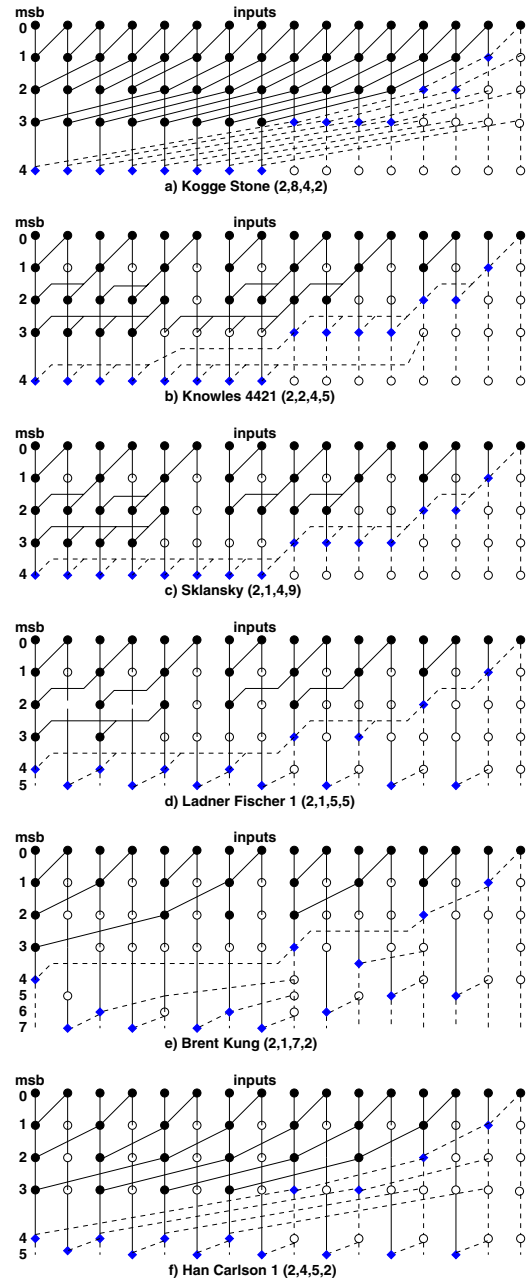 msb inputs
0
1
2
3
4
a) Kogge Stone (2,8,4,2)
msb inputs
0
1
2
3
4
b) Knowles 4421 (2,2,4,5)
msb inputs
0
1
2
3
4
c) Sklansky (2,1,4,9)
msb inputs
0
1
2
3
4
5
d) Ladner Fischer 1 (2,1,5,5)
msb inputs
0
1
2
3
4
5
6
7
e) Brent Kung (2,1,7,2)
msb inputs
0
1
2
3
4
5
f) Han Carlson 1 (2,4,5,2)